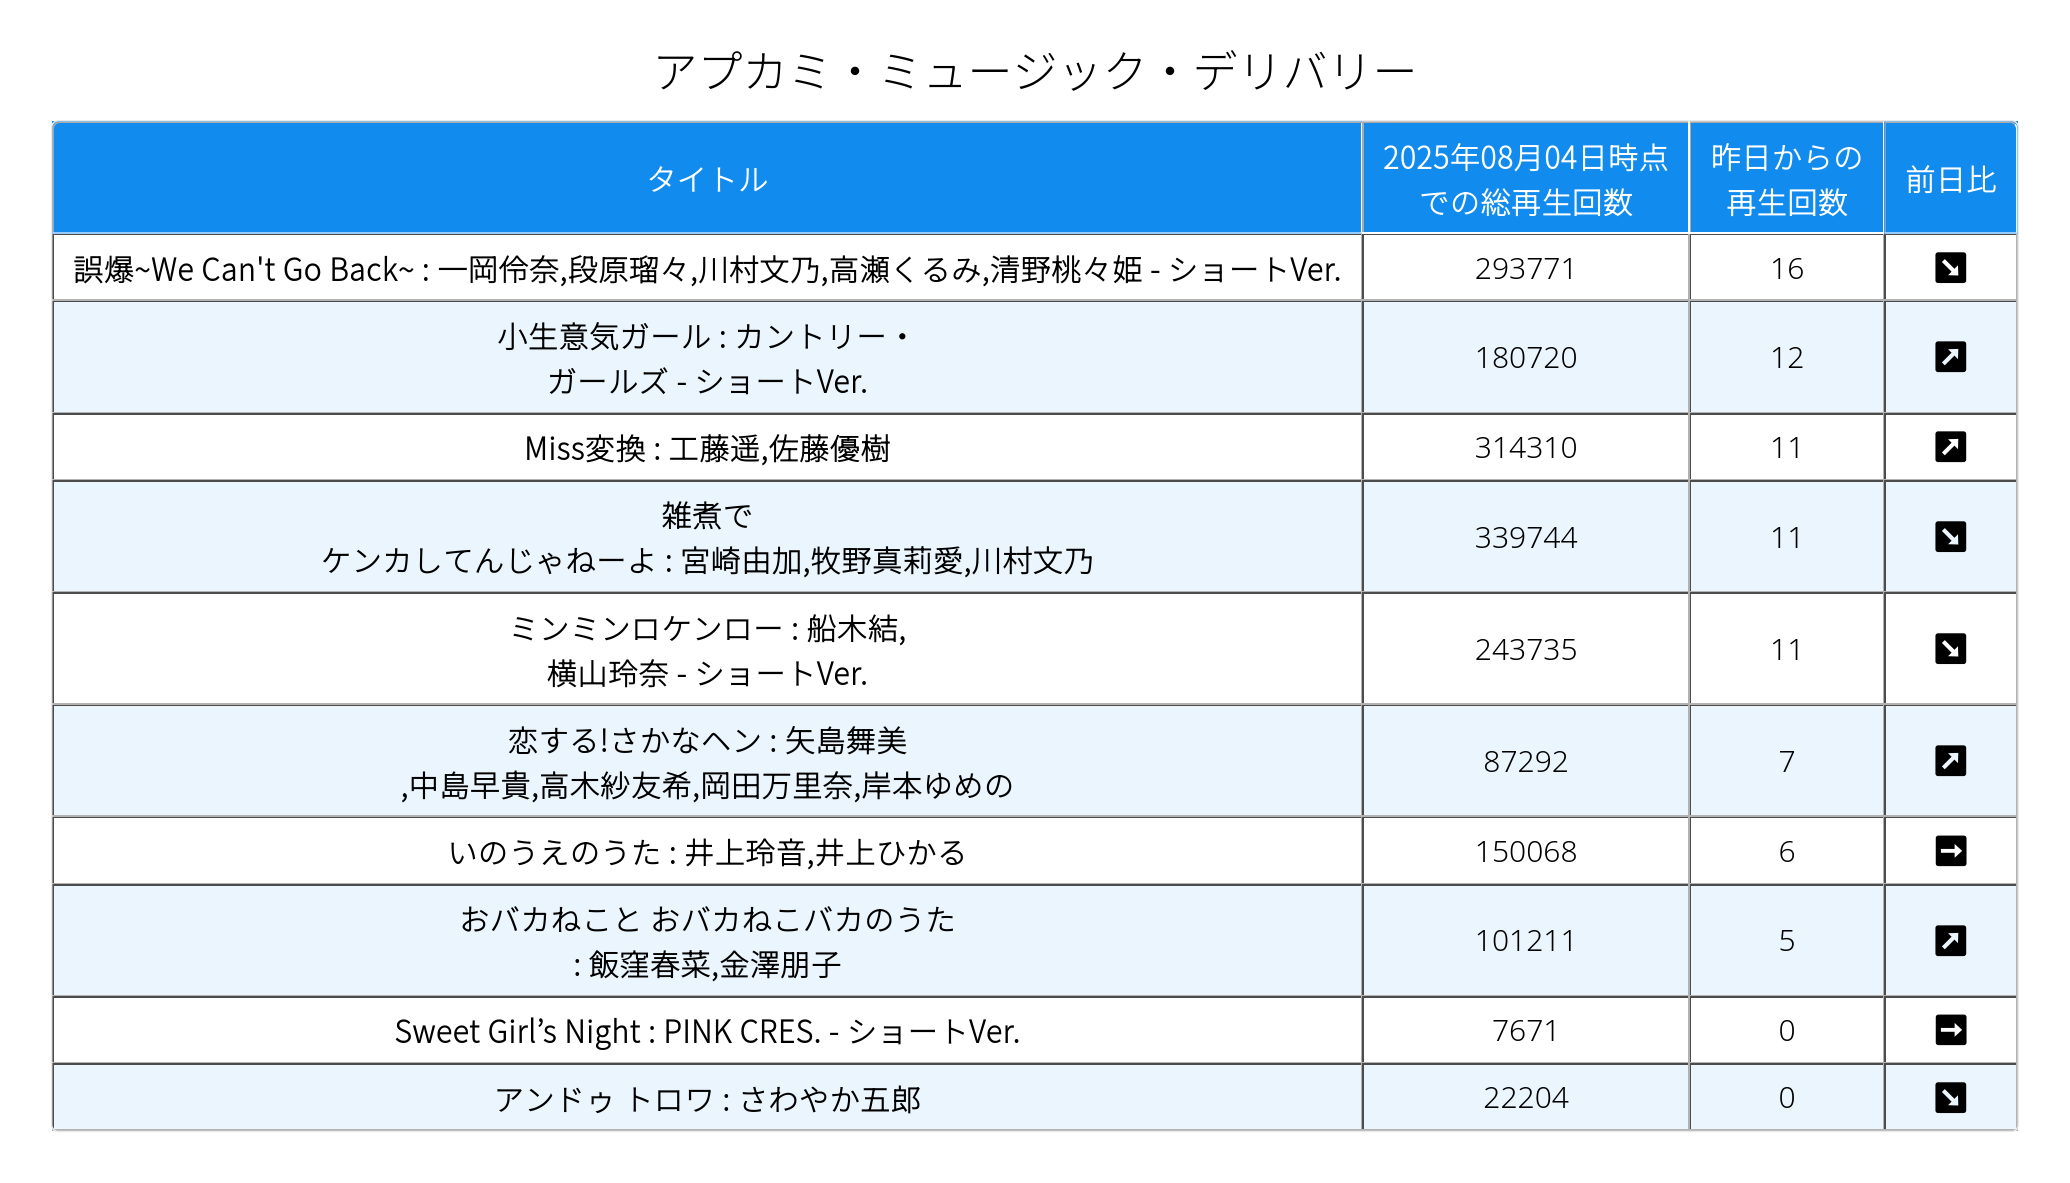 アプカミ・ミュージック・デリバリー
タイトル
2025年08月04日時点
での総再生回数
昨日からの
再生回数
前日比
誤爆~We Can't Go Back~ : 一岡伶奈,段原瑠々,川村文乃,高瀬くるみ,清野桃々姫 - ショートVer.
293771
16
小生意気ガール : カントリー・
ガールズ - ショートVer.
180720
12
Miss変換 : 工藤遥,佐藤優樹
314310
11
雑煮で
ケンカしてんじゃねーよ : 宮崎由加,牧野真莉愛,川村文乃
339744
11
ミンミンロケンロー : 船木結,
横山玲奈 - ショートVer.
243735
11
恋する!さかなヘン : 矢島舞美
,中島早貴,高木紗友希,岡田万里奈,岸本ゆめの
87292
7
いのうえのうた : 井上玲音,井上ひかる
150068
6
おバカねこと おバカねこバカのうた
: 飯窪春菜,金澤朋子
101211
5
Sweet Girl’s Night : PINK CRES. - ショートVer.
7671
0
アンドゥ トロワ : さわやか五郎
22204
0